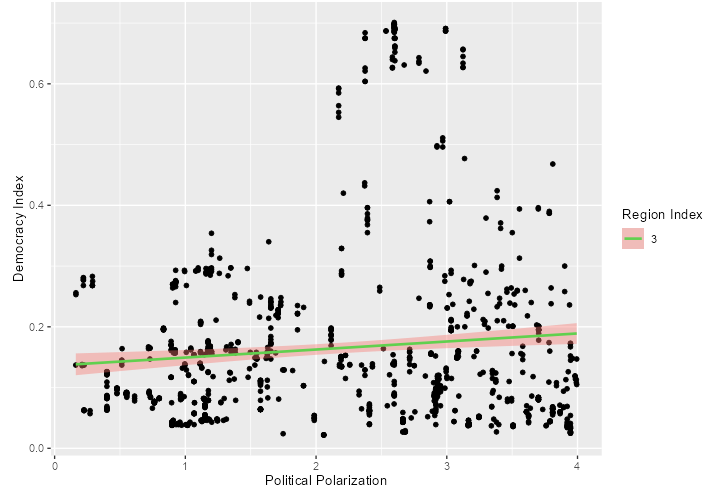 0.6
0.4
0.2
0.0
Democracy Index
0 1 2 3 4
Political Polarization
Region Index
3